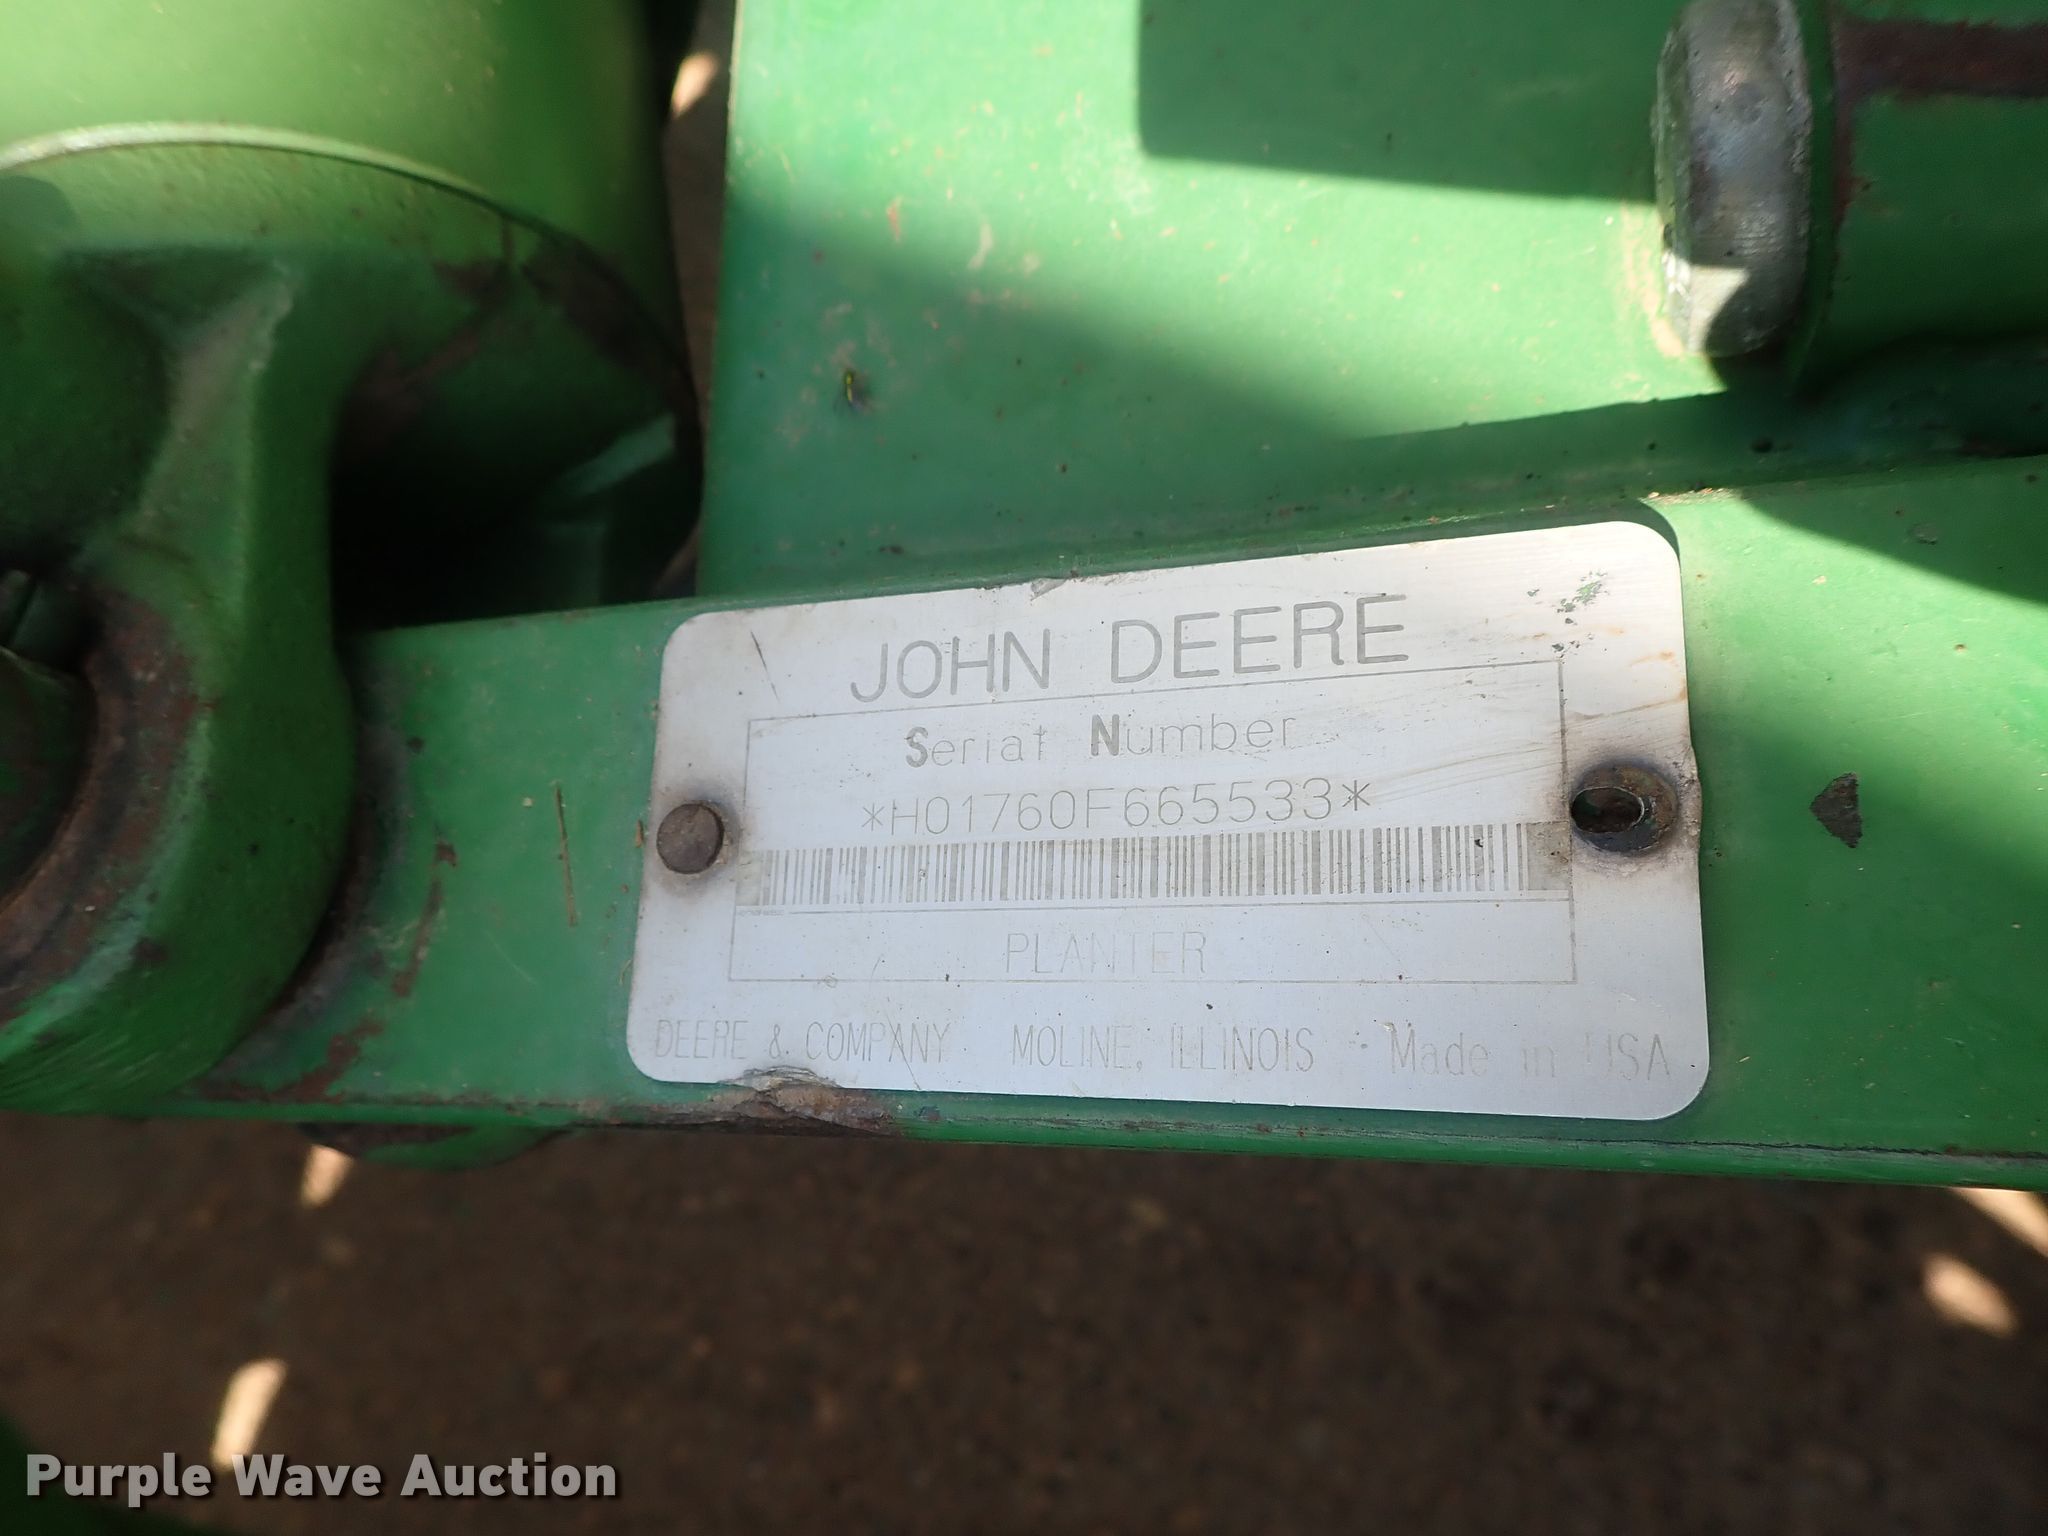 JOHN DEERE
Serial Number
*H01760F665533*
PLANTER
DEERE & COMPANY MOLINE, ILLINOIS Made in USA
Purple Wave Auction